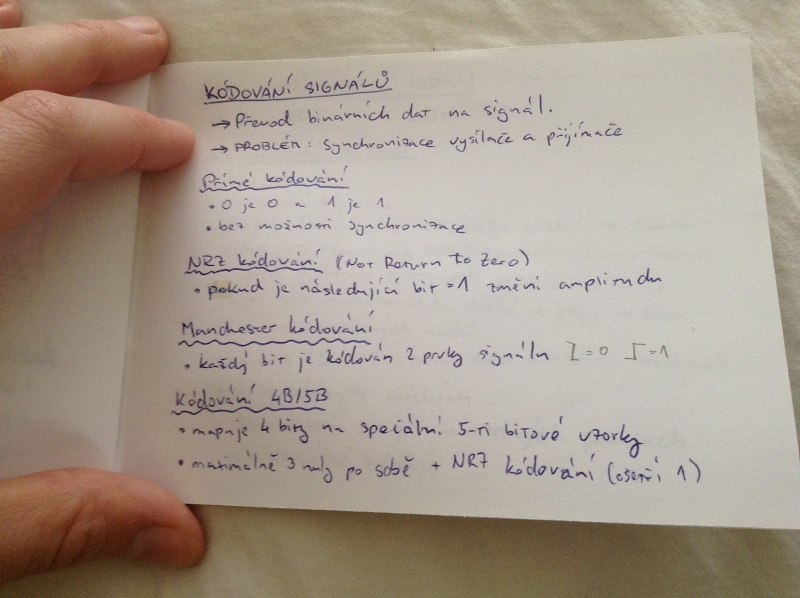 KÓDOVÁNÍ SIGNÁLŮ
→ Převod binárních dat na signál.
→ PROBLÉM: Synchronizace vysílače a přijímače
Přímé kódování
• 0 je 0 a 1 je 1
• bez možnosti synchronizace
NRZ kódování (Not Return To Zero)
• pokud je následující bit = 1 změní amplitudu
Manchester kódování
• každý bit je kódován 2 prvky signálu = 0 = 1
Kódování 4B/5B
• mapuje 4 bity na speciální 5-ti bitové vzorky
• maximálně 3 nuly po sobě + NRZ kódování (ošetří 1)